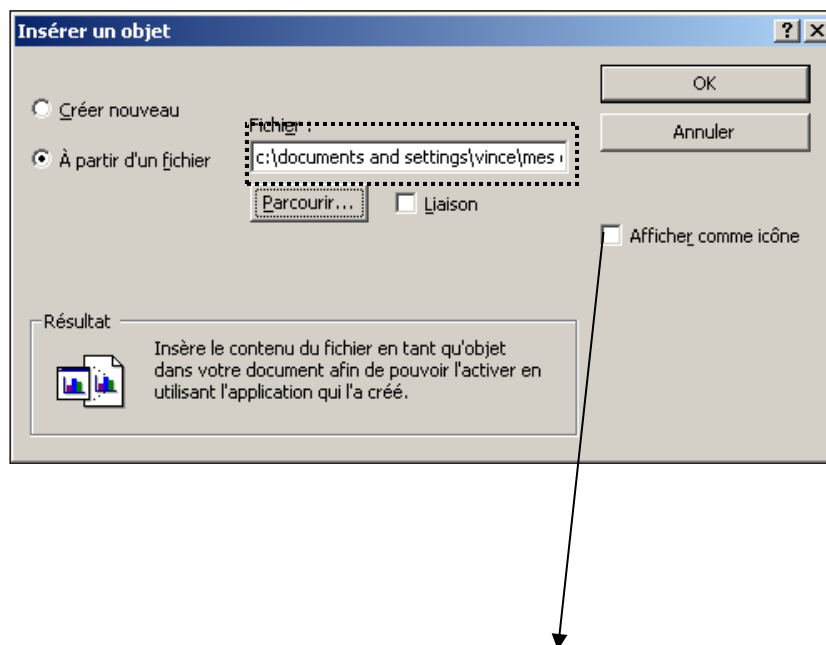 Insérer un objet
OK
Annuler
Créer nouveau
À partir d'un fichier
Fichier :
c:\documents and settings\vince\mes
Parcourir...
Liaison
Afficher comme icône
Résultat
Insère le contenu du fichier en tant qu'objet
dans votre document afin de pouvoir l'activer en
utilisant l'application qui l'a créé.